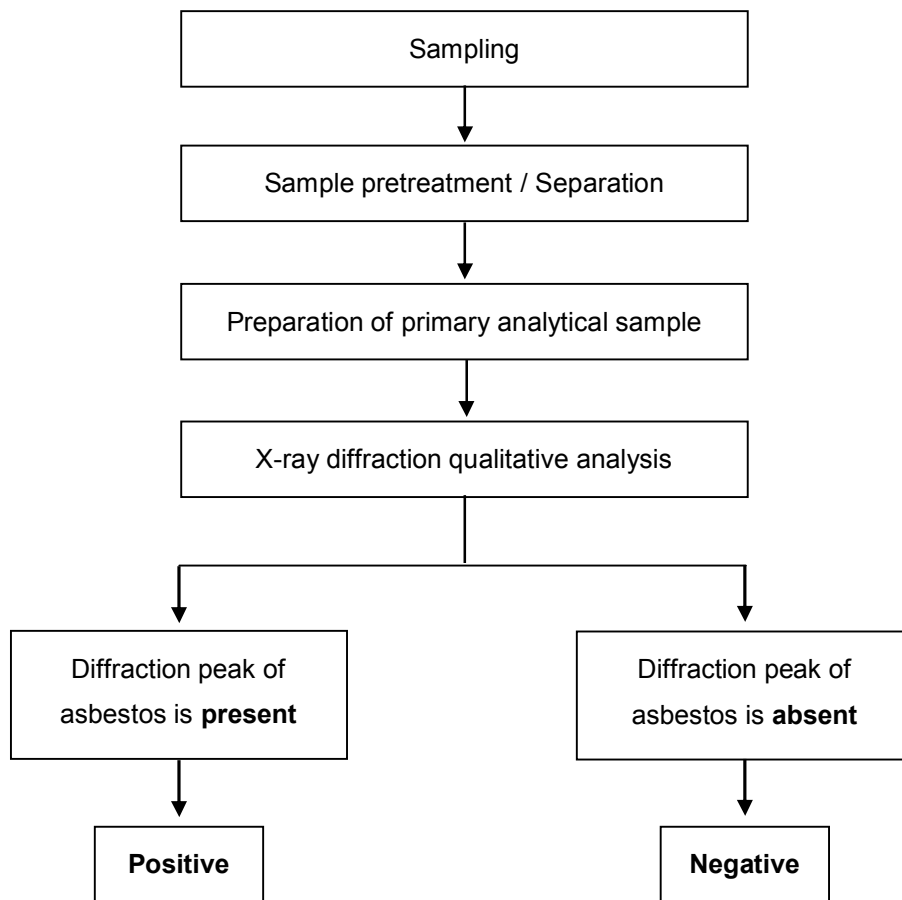 Sampling
Sample pretreatment / Separation
Preparation of primary analytical sample
X-ray diffraction qualitative analysis
Diffraction peak of
asbestos is present
Diffraction peak of
asbestos is absent
Positive
Negative